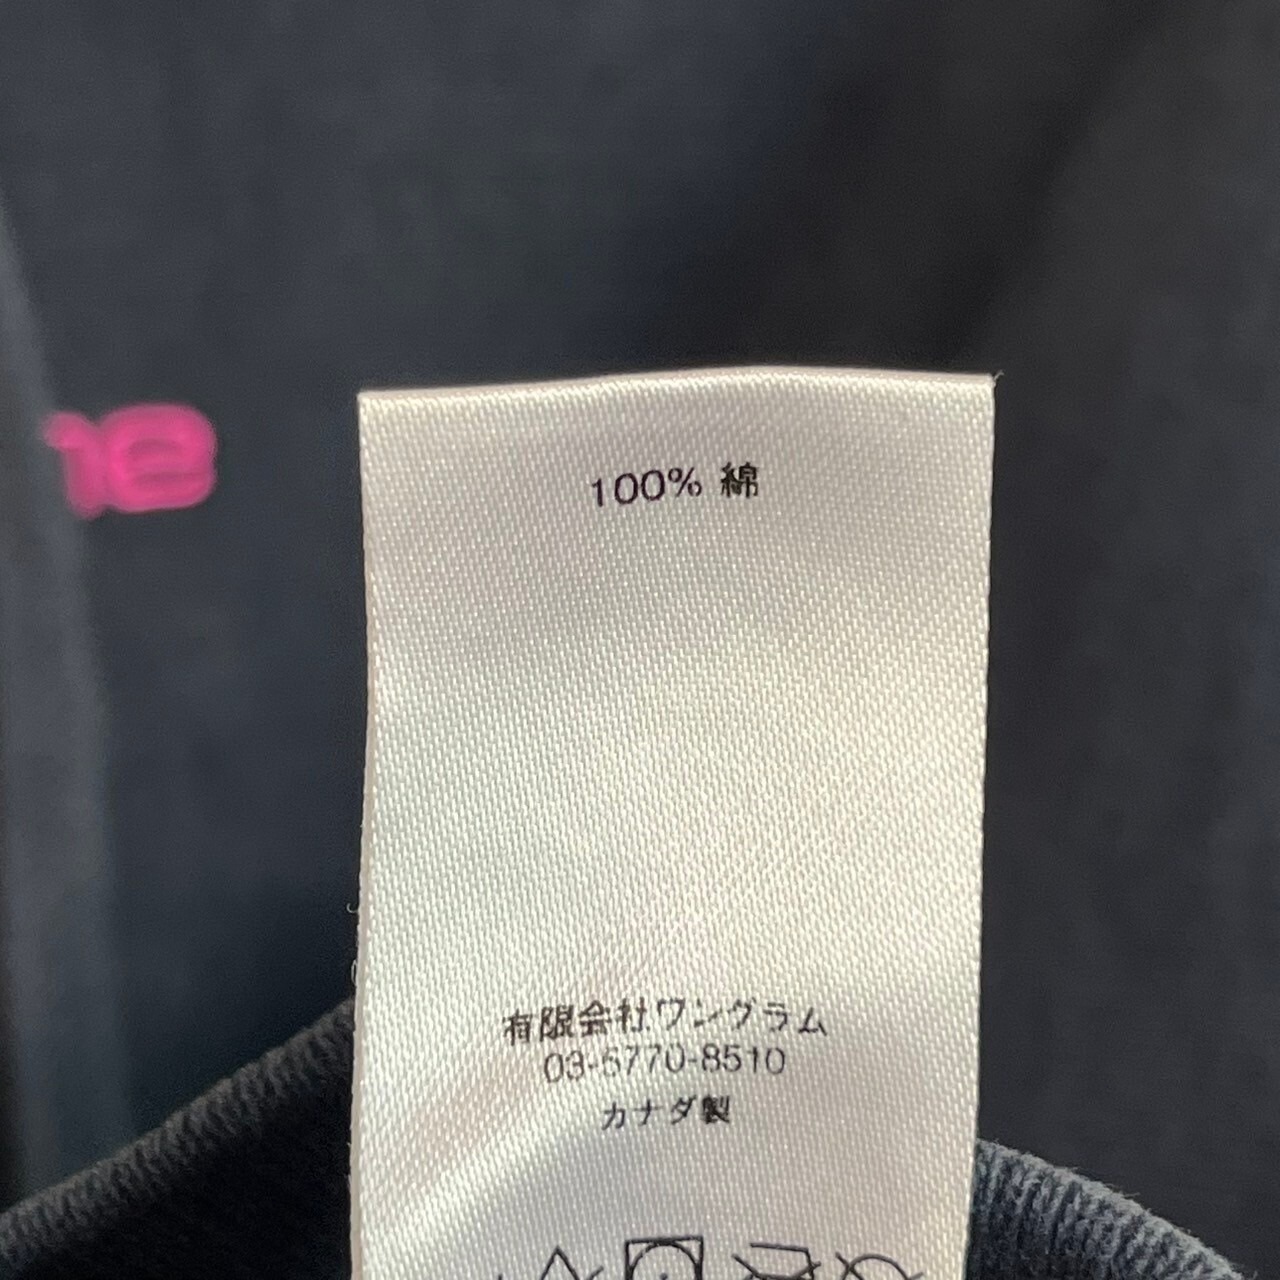 100% 綿
有限会社ワングラム
03-5770-8510
カナダ製